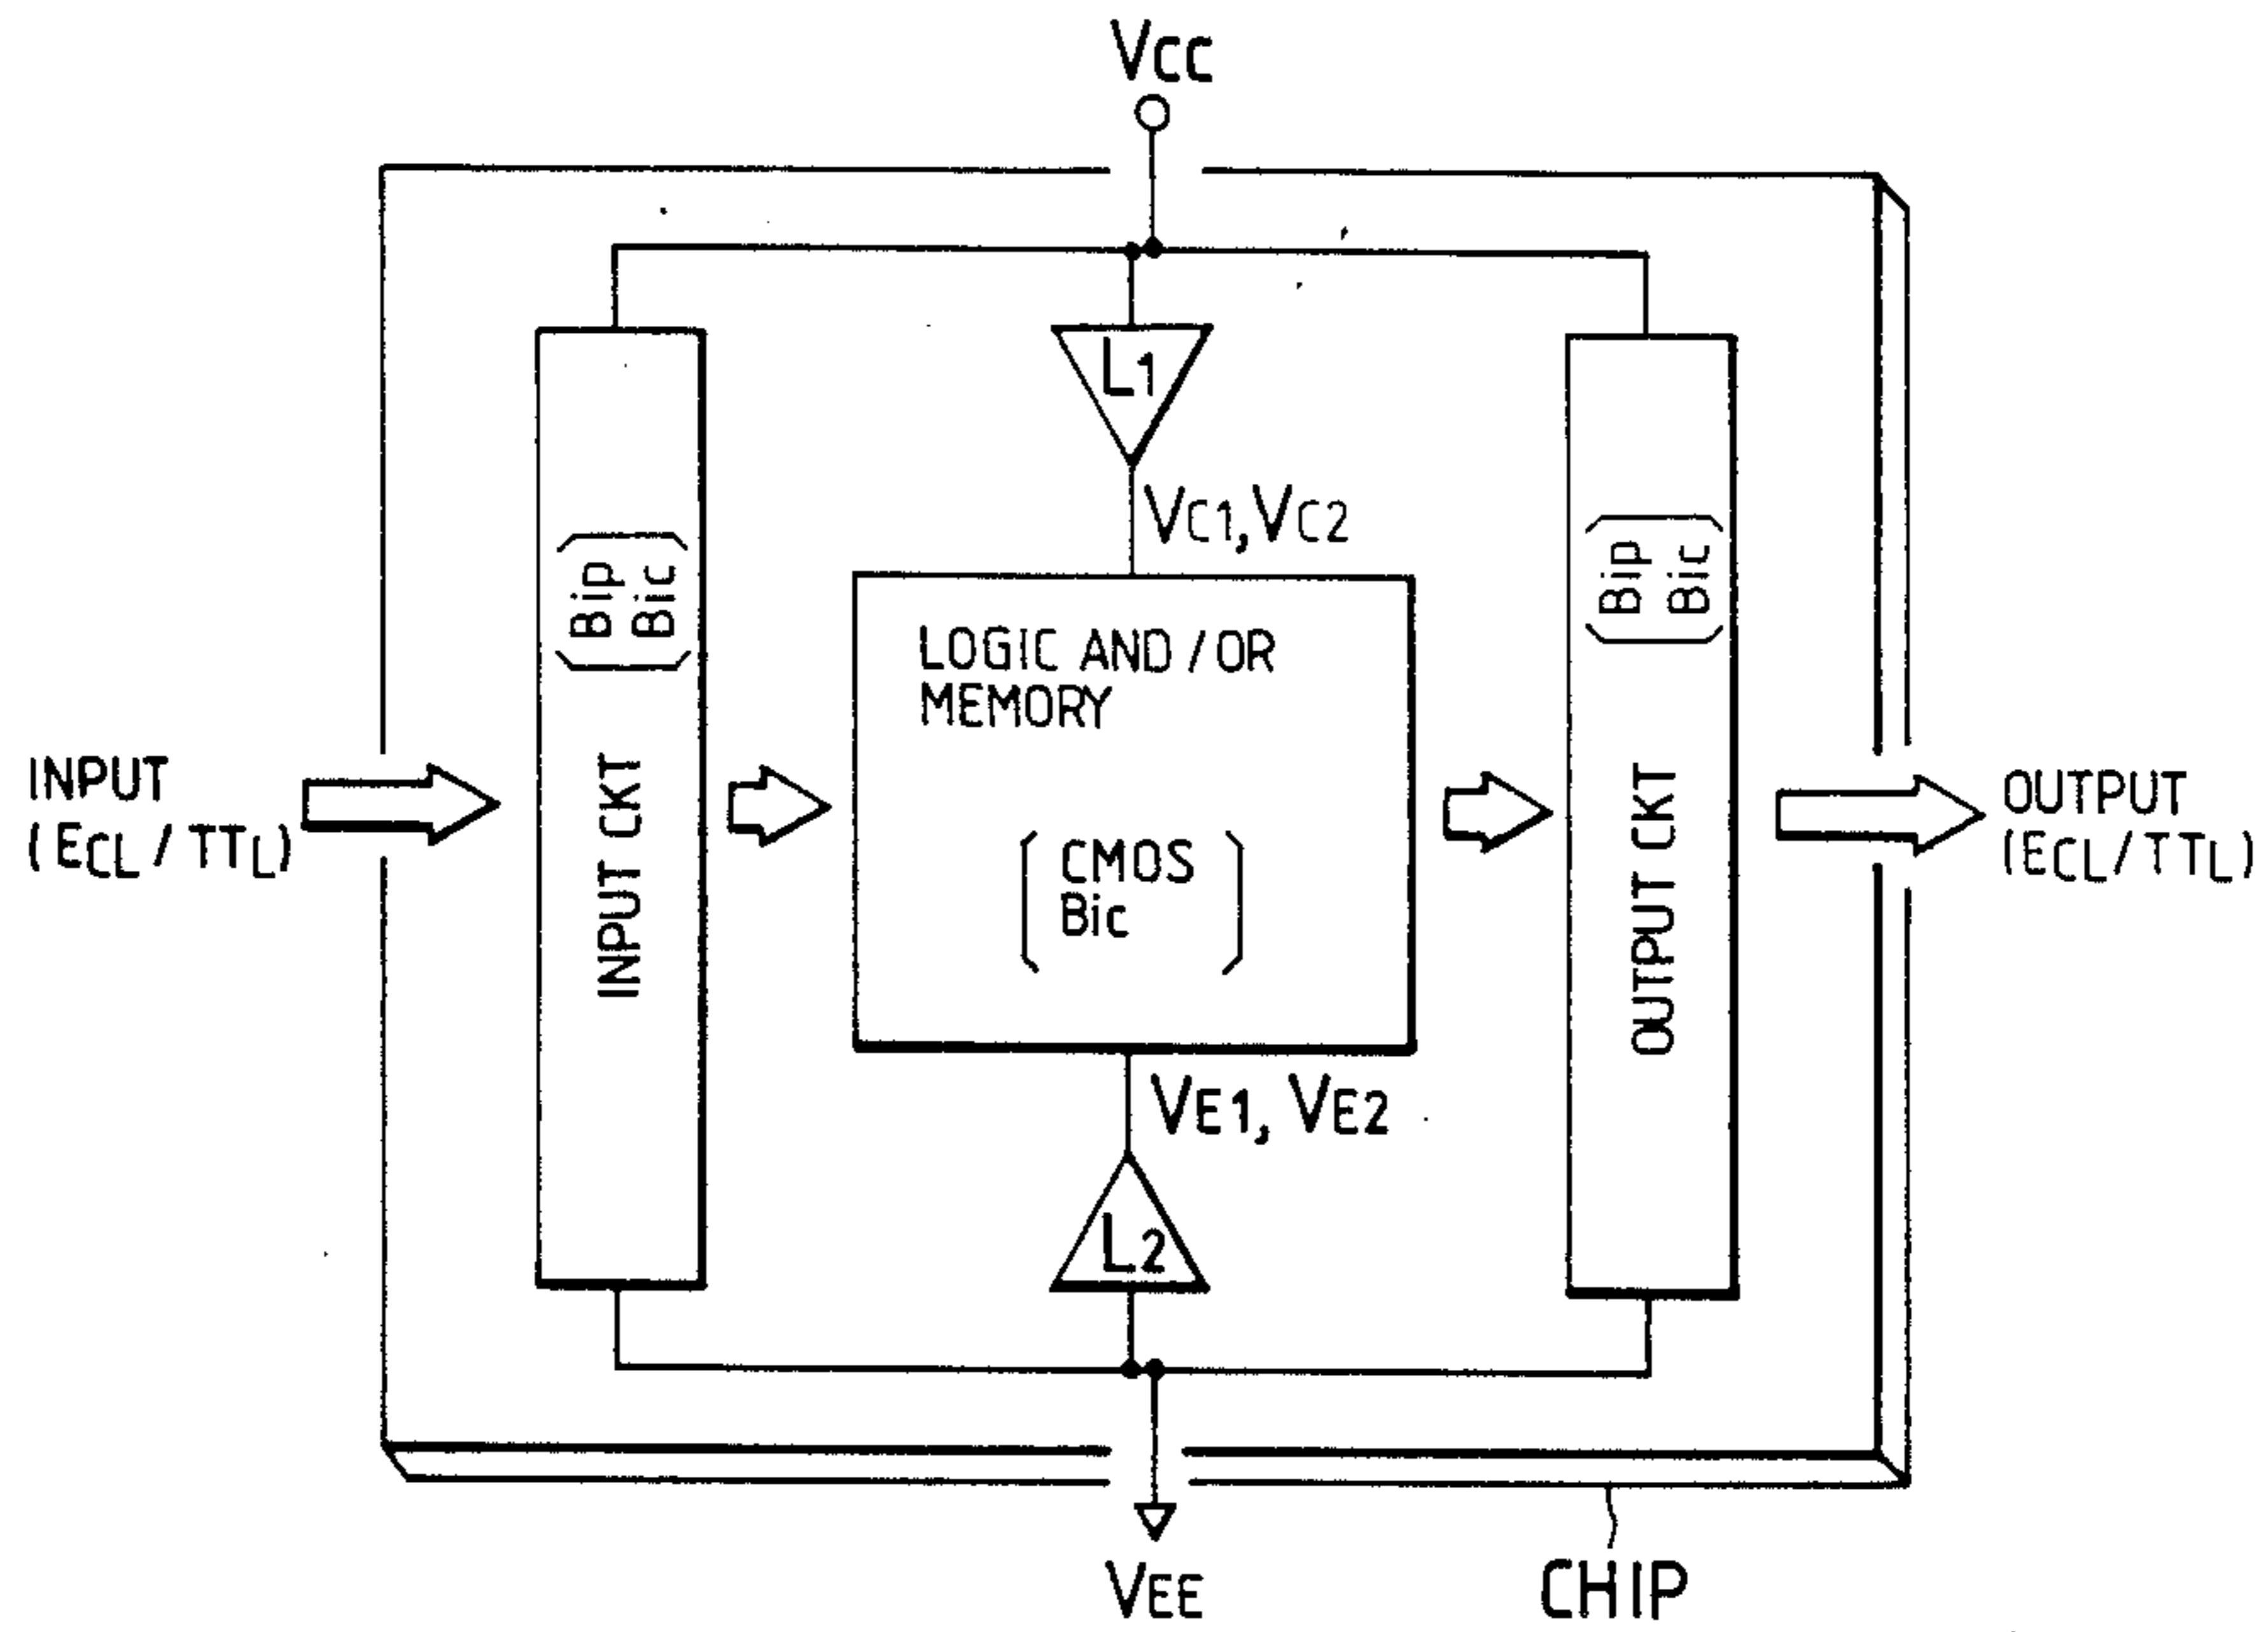 VCC
L1
VC1, VC2
Bip
Bic
INPUT CKT
LOGIC AND / OR
MEMORY
CMOS
Bic
Bip
Bic
OUTPUT CKT
INPUT
(ECL / TTL)
OUTPUT
(ECL / TTL)
VE1, VE2
L2
VEE
CHIP